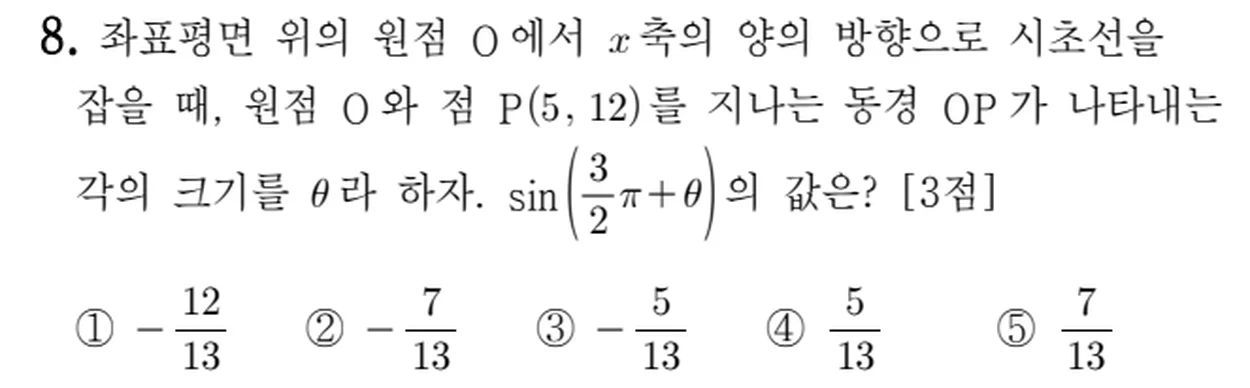 8. 좌표평면 위의 원점 O에서 x축의 양의 방향으로 시초선을
잡을 때, 원점 O와 점 P(5, 12)를 지나는 동경 OP가 나타내는
각의 크기를 θ라 하자. sin(3/2 π+θ)의 값은? [3점]
① -12/13 ② -7/13 ③ -5/13 ④ 5/13 ⑤ 7/13